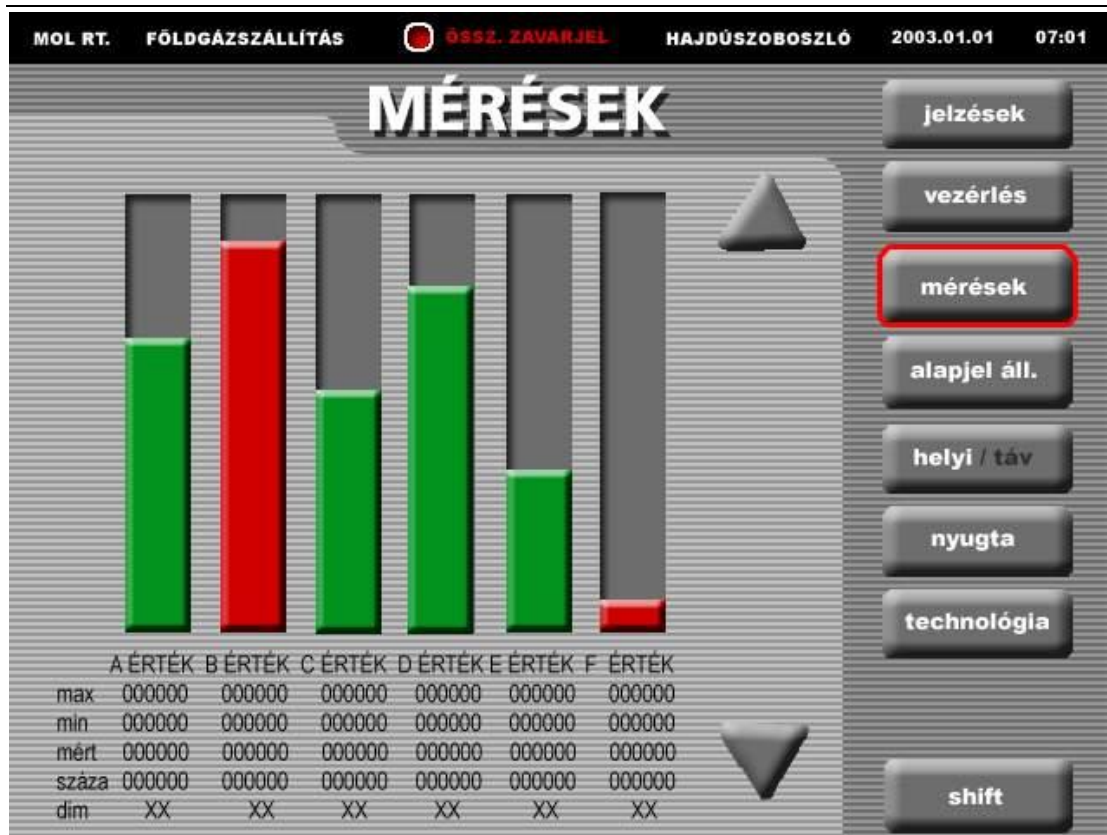 MOL RT. FÖLDGÁZSZÁLLÍTÁS ÖSSZ. ZAVARJEL HAJDÚSZOBOSZLÓ 2003.01.01 07:01
MÉRÉSEK
jelzések
vezérlés
mérések
alapjel áll.
helyi / táv
nyugta
technológia
shift
A ÉRTÉK B ÉRTÉK C ÉRTÉK D ÉRTÉK E ÉRTÉK F ÉRTÉK
max 000000 000000 000000 000000 000000 000000
min 000000 000000 000000 000000 000000 000000
mért 000000 000000 000000 000000 000000 000000
száza 000000 000000 000000 000000 000000 000000
dim XX XX XX XX XX XX